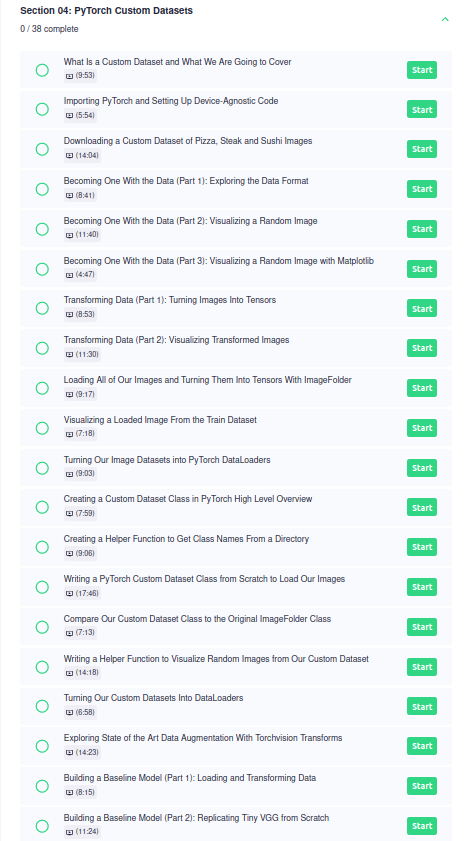 Section 04: PyTorch Custom Datasets
0 / 38 complete
What Is a Custom Dataset and What We Are Going to Cover
(9:53)
Start
Importing PyTorch and Setting Up Device-Agnostic Code
(5:54)
Start
Downloading a Custom Dataset of Pizza, Steak and Sushi Images
(14:04)
Start
Becoming One With the Data (Part 1): Exploring the Data Format
(8:41)
Start
Becoming One With the Data (Part 2): Visualizing a Random Image
(11:40)
Start
Becoming One With the Data (Part 3): Visualizing a Random Image with Matplotlib
(4:47)
Start
Transforming Data (Part 1): Turning Images Into Tensors
(8:53)
Start
Transforming Data (Part 2): Visualizing Transformed Images
(11:30)
Start
Loading All of Our Images and Turning Them Into Tensors With ImageFolder
(9:17)
Start
Visualizing a Loaded Image From the Train Dataset
(7:18)
Start
Turning Our Image Datasets into PyTorch DataLoaders
(9:03)
Start
Creating a Custom Dataset Class in PyTorch High Level Overview
(7:59)
Start
Creating a Helper Function to Get Class Names From a Directory
(9:06)
Start
Writing a PyTorch Custom Dataset Class from Scratch to Load Our Images
(17:46)
Start
Compare Our Custom Dataset Class to the Original ImageFolder Class
(7:13)
Start
Writing a Helper Function to Visualize Random Images from Our Custom Dataset
(14:18)
Start
Turning Our Custom Datasets Into DataLoaders
(6:58)
Start
Exploring State of the Art Data Augmentation With Torchvision Transforms
(14:23)
Start
Building a Baseline Model (Part 1): Loading and Transforming Data
(8:15)
Start
Building a Baseline Model (Part 2): Replicating Tiny VGG from Scratch
(11:24)
Start